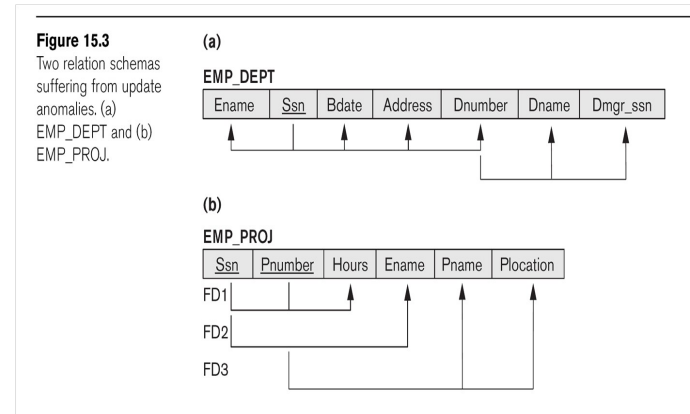 Figure 15.3
Two relation schemas
suffering from update
anomalies. (a)
EMP_DEPT and (b)
EMP_PROJ.
(a)
EMP_DEPT
Ename Ssn Bdate Address Dnumber Dname Dmgr_ssn
(b)
EMP_PROJ
Ssn Pnumber Hours Ename Pname Plocation
FD1
FD2
FD3